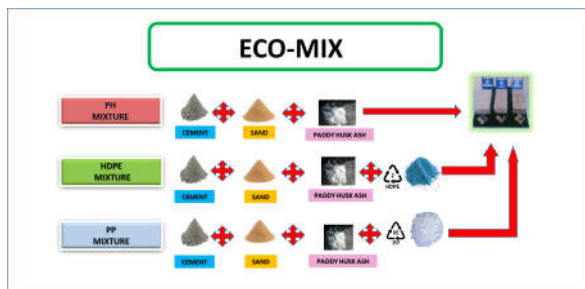 ECO-MIX
PH
MIXTURE
CEMENT
SAND
PADDY HUSK ASH
HDPE
MIXTURE
HDPE
CEMENT
SAND
PADDY HUSK ASH
PP
MIXTURE
PP
CEMENT
SAND
PADDY HUSK ASH